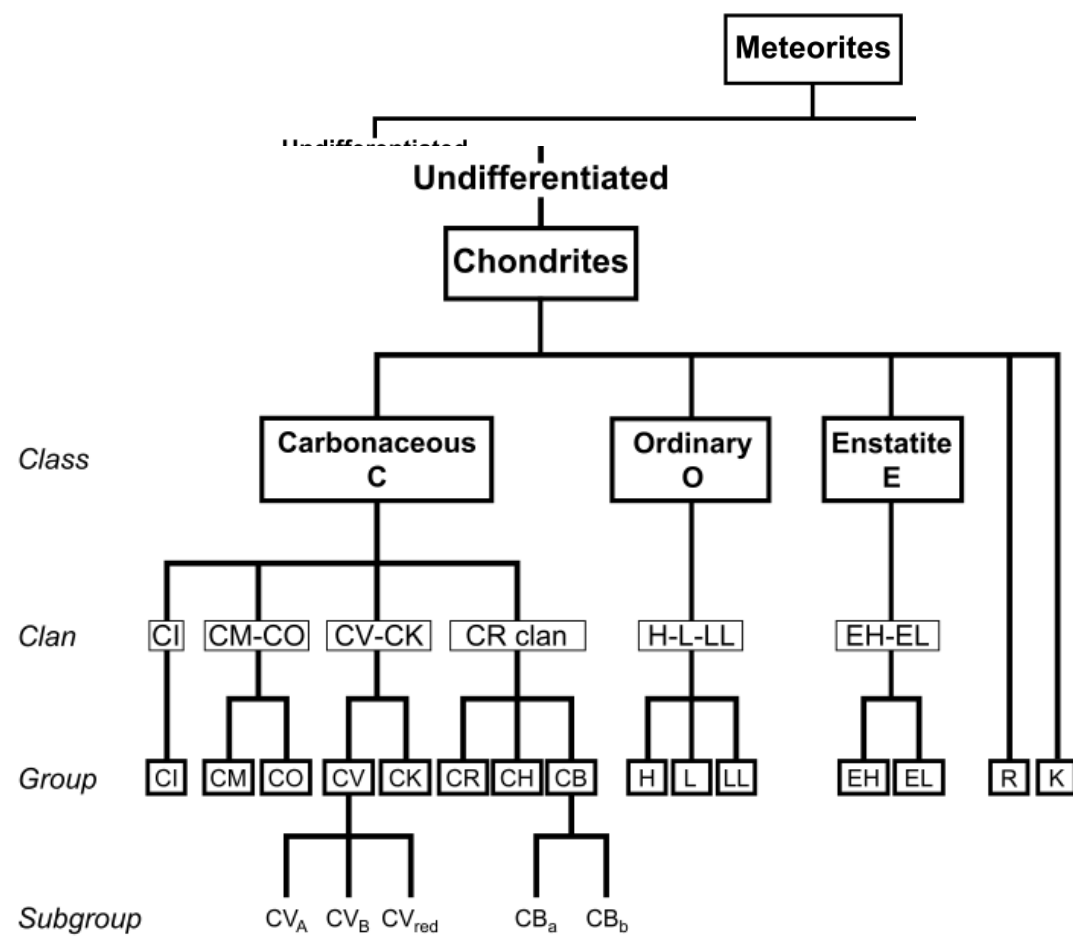 Meteorites
Undifferentiated
Undifferentiated
Chondrites
Class
Carbonaceous
C
Ordinary
O
Enstatite
E
Clan
CI
CM-CO
CV-CK
CR clan
H-L-LL
EH-EL
Group
CI
CM
CO
CV
CK
CR
CH
CB
H
L
LL
EH
EL
R
K
Subgroup
CVA
CVB
CVred
CBa
CBb